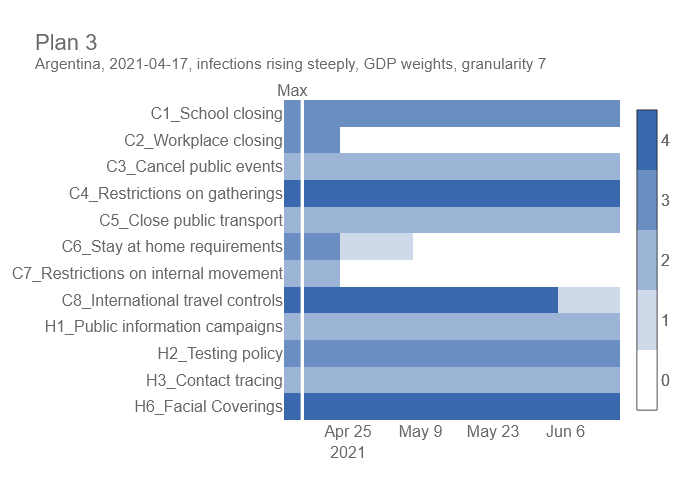 Plan 3
Argentina, 2021-04-17, infections rising steeply, GDP weights, granularity 7
Max
C1_School closing
C2_Workplace closing
C3_Cancel public events
C4_Restrictions on gatherings
C5_Close public transport
C6_Stay at home requirements
C7_Restrictions on internal movement
C8_International travel controls
H1_Public information campaigns
H2_Testing policy
H3_Contact tracing
H6_Facial Coverings
Apr 25 May 9 May 23 Jun 6
2021
4
3
2
1
0